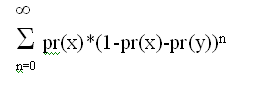 ∞
∑ pr(x)*(1-pr(x)-pr(y))ⁿ
n=0